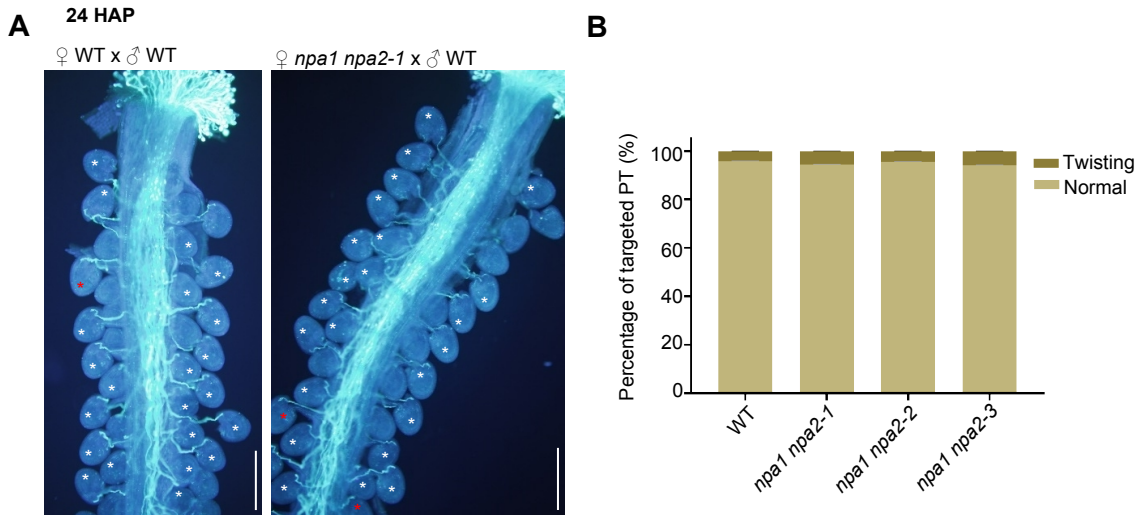 A
24 HAP
♀ WT x ♂ WT
♀ npa1 npa2-1 x ♂ WT
* * * * * * * * * * * * * * * * * * * *
* * * * * * * * * * * * * * * * * * * * * * * *
B
Percentage of targeted PT (%)
100
80
60
40
20
0
WT
npa1 npa2-1
npa1 npa2-2
npa1 npa2-3
Twisting
Normal